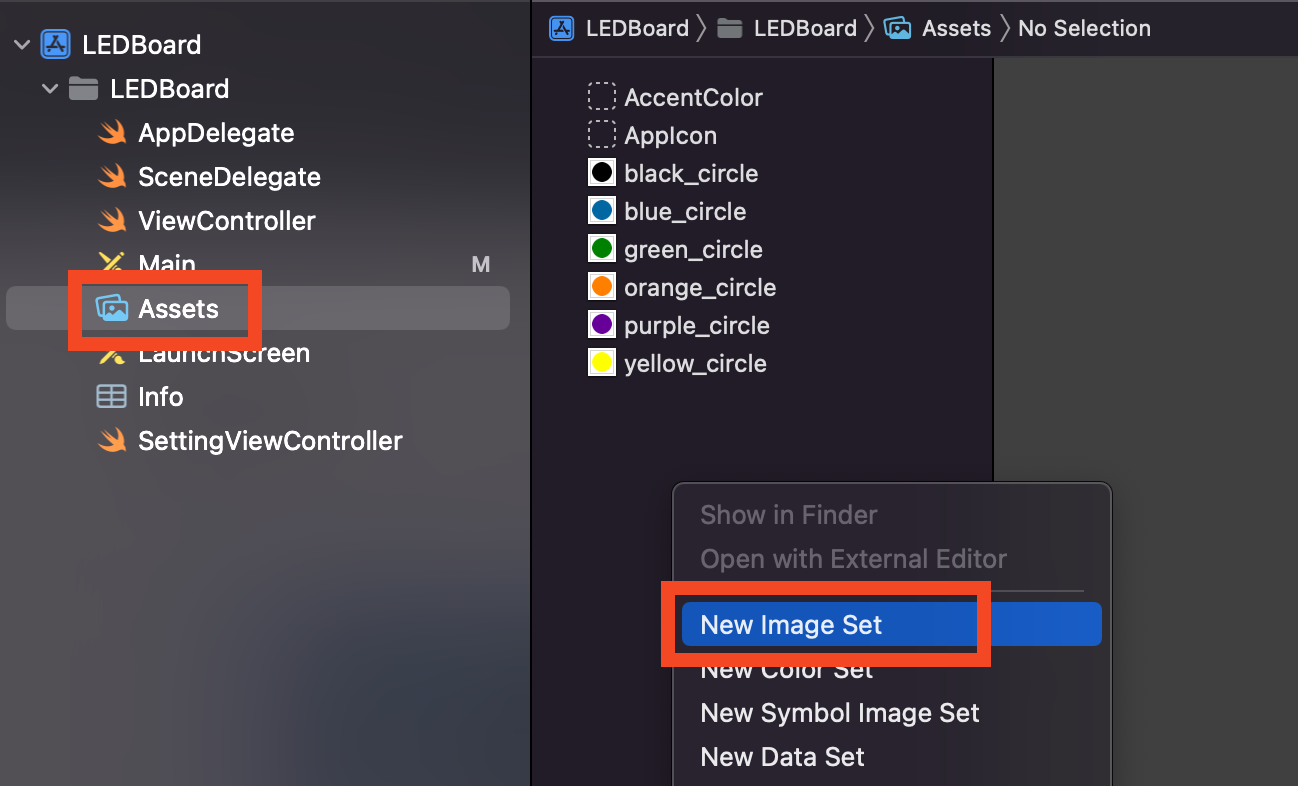 LEDBoard
LEDBoard
AppDelegate
SceneDelegate
ViewController
Main M
Assets
LaunchScreen
Info
SettingViewController
LEDBoard LEDBoard Assets No Selection
AccentColor
AppIcon
black_circle
blue_circle
green_circle
orange_circle
purple_circle
yellow_circle
Show in Finder
Open with External Editor
New Image Set
New Color Set
New Symbol Image Set
New Data Set